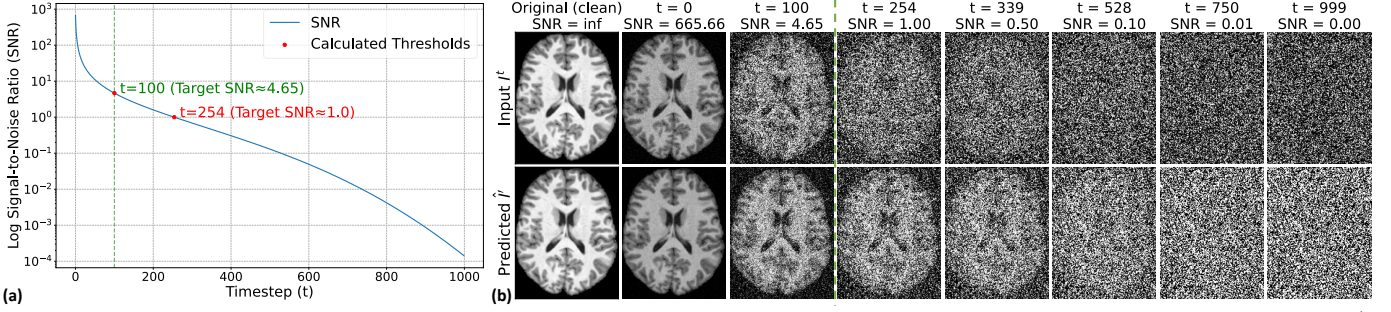 Log Signal-to-Noise Ratio (SNR)
10³
10²
10¹
10⁰
10⁻¹
10⁻²
10⁻³
10⁻⁴
SNR
Calculated Thresholds
t=100 (Target SNR≈4.65)
t=254 (Target SNR≈1.0)
0 200 400 600 800 1000
Timestep (t)
(a)
Original (clean) t = 0 t = 100 t = 254 t = 339 t = 528 t = 750 t = 999
SNR = inf SNR = 665.66 SNR = 4.65 SNR = 1.00 SNR = 0.50 SNR = 0.10 SNR = 0.01 SNR = 0.00
Input Iᵗ
Predicted Î′
(b)